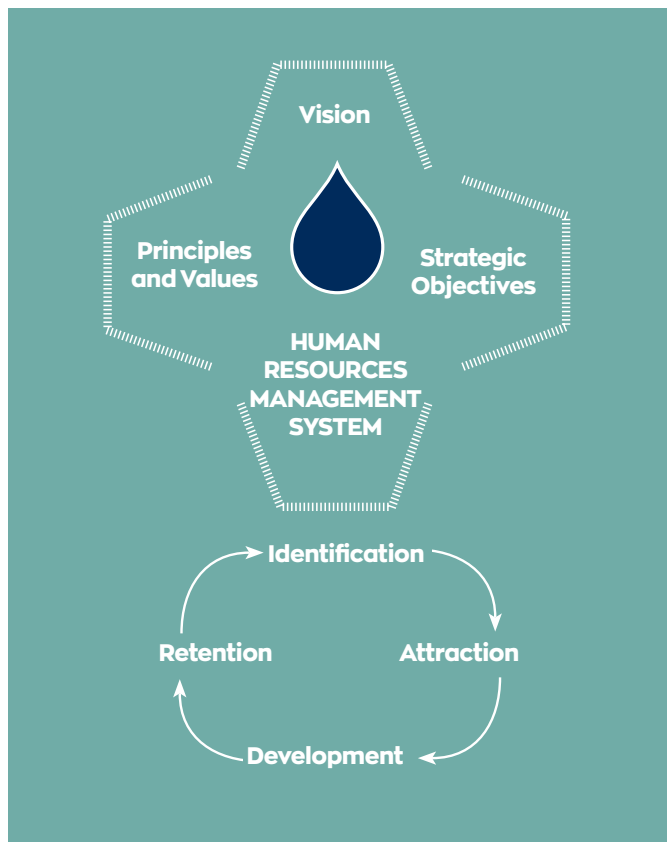 Vision
Principles
and Values
Strategic
Objectives
HUMAN
RESOURCES
MANAGEMENT
SYSTEM
Identification
Retention
Attraction
Development